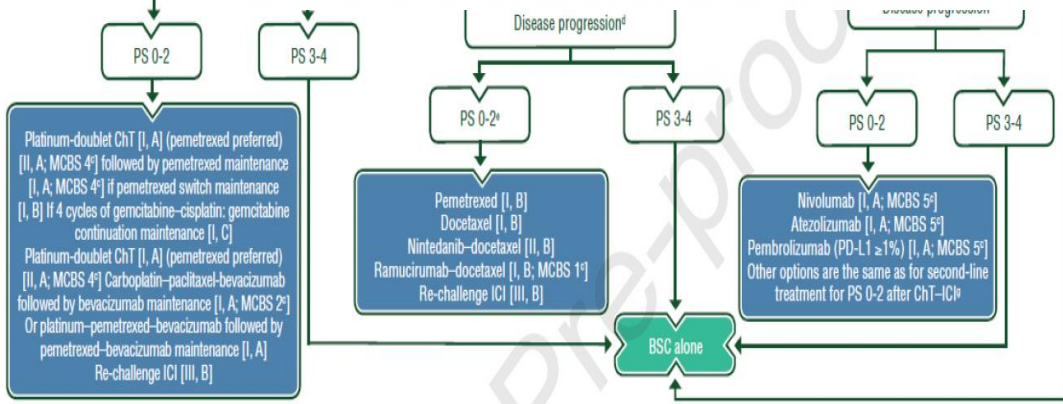 Disease progressionᵈ
Disease progression
PS 0-2
PS 3-4
PS 0-2ᵉ
PS 3-4
PS 0-2
PS 3-4
Platinum-doublet ChT [I, A] (pemetrexed preferred)
[II, A; MCBS 4ᶜ] followed by pemetrexed maintenance
[I, A; MCBS 4ᶜ] if pemetrexed switch maintenance
[I, B] If 4 cycles of gemcitabine–cisplatin: gemcitabine
continuation maintenance [I, C]
Platinum-doublet ChT [I, A] (pemetrexed preferred)
[II, A; MCBS 4ᶜ] Carboplatin–paclitaxel-bevacizumab
followed by bevacizumab maintenance [I, A; MCBS 2ᶜ]
Or platinum–pemetrexed–bevacizumab followed by
pemetrexed–bevacizumab maintenance [I, A]
Re-challenge ICI [III, B]
Pemetrexed [I, B]
Docetaxel [I, B]
Nintedanib–docetaxel [II, B]
Ramucirumab–docetaxel [I, B; MCBS 1ᶜ]
Re-challenge ICI [III, B]
Nivolumab [I, A; MCBS 5ᶜ]
Atezolizumab [I, A; MCBS 5ᶜ]
Pembrolizumab (PD-L1 ≥1%) [I, A; MCBS 5ᶜ]
Other options are the same as for second-line
treatment for PS 0-2 after ChT–ICIᵍ
BSC alone
Pre-proo